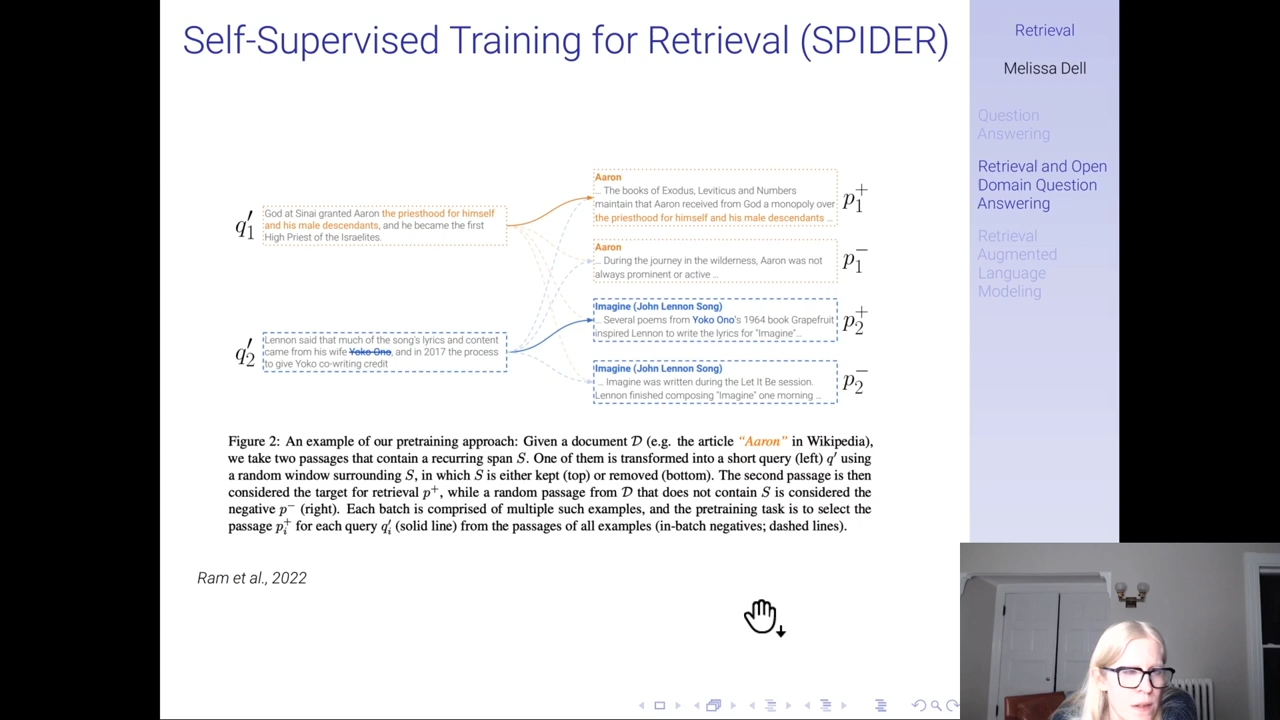 Self-Supervised Training for Retrieval (SPIDER)
q′₁
God at Sinai granted Aaron the priesthood for himself
and his male descendants, and he became the first
High Priest of the Israelites.
q′₂
Lennon said that much of the song's lyrics and content
came from his wife Yoko Ono, and in 2017 the process
to give Yoko co-writing credit
Aaron
... The books of Exodus, Leviticus and Numbers
maintain that Aaron received from God a monopoly over
the priesthood for himself and his male descendants ...
p₁⁺
Aaron
... During the journey in the wilderness, Aaron was not
always prominent or active ...
p₁⁻
Imagine (John Lennon Song)
... Several poems from Yoko Ono's 1964 book Grapefruit
inspired Lennon to write the lyrics for "Imagine"...
p₂⁺
Imagine (John Lennon Song)
... Imagine was written during the Let It Be session.
Lennon finished composing "Imagine" one morning ...
p₂⁻
Figure 2: An example of our pretraining approach: Given a document 𝒟 (e.g. the article "Aaron" in Wikipedia),
we take two passages that contain a recurring span S. One of them is transformed into a short query (left) q′ using
a random window surrounding S, in which S is either kept (top) or removed (bottom). The second passage is then
considered the target for retrieval p⁺, while a random passage from 𝒟 that does not contain S is considered the
negative p⁻ (right). Each batch is comprised of multiple such examples, and the pretraining task is to select the
passage pᵢ⁺ for each query q′ᵢ (solid line) from the passages of all examples (in-batch negatives; dashed lines).
Ram et al., 2022
Retrieval
Melissa Dell
Question
Answering
Retrieval and Open
Domain Question
Answering
Retrieval
Augmented
Language
Modeling